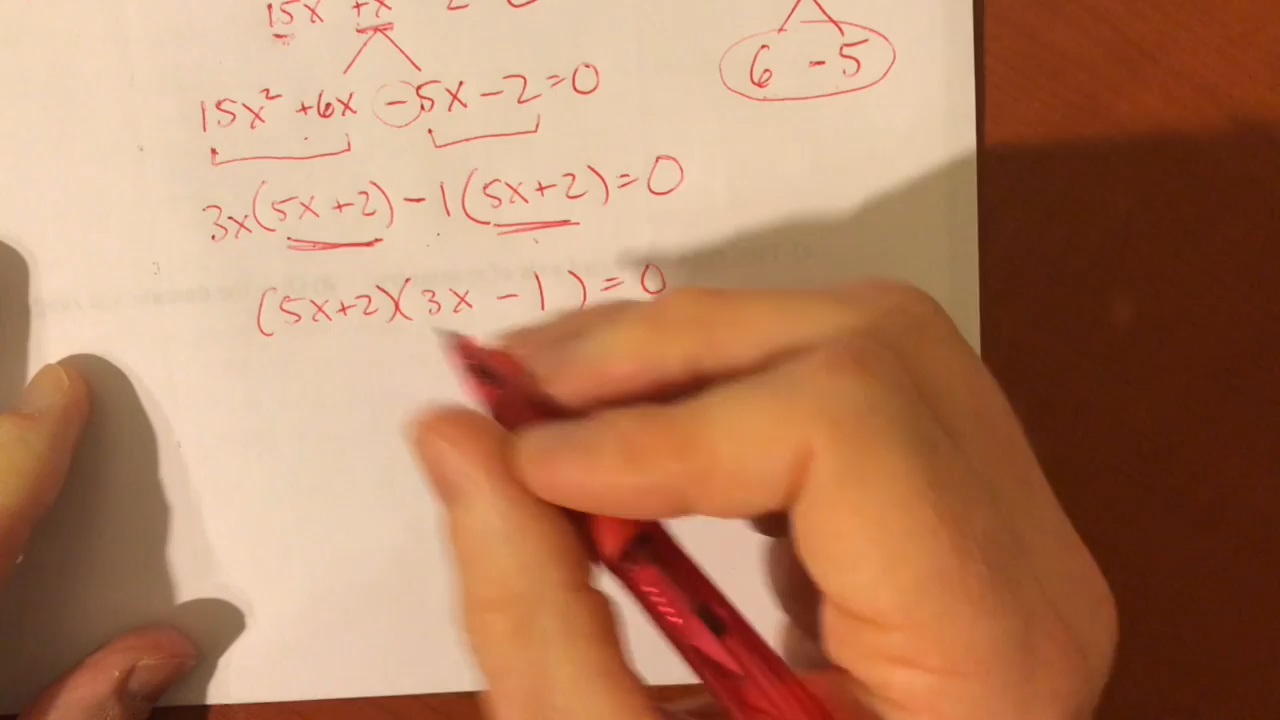 15x² +6x -5x-2=0
6 -5
3x(5x+2)-1(5x+2)=0
(5x+2)(3x-1)=0